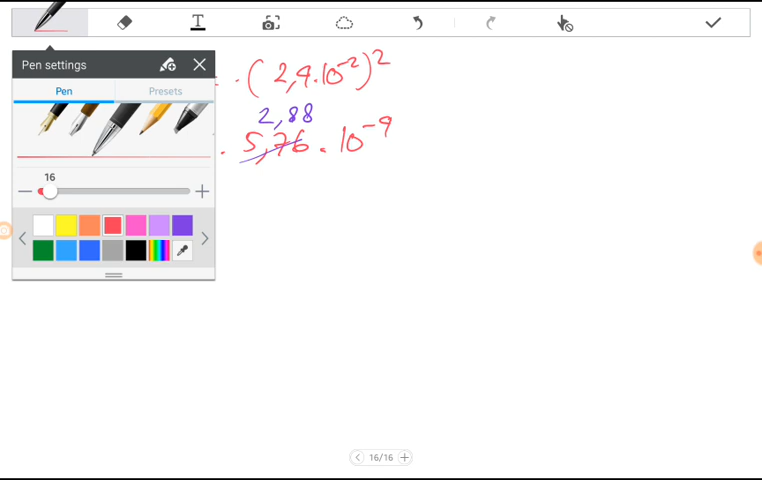 T
Pen settings
Pen Presets
16
· (2,4.10⁻²)²
2,88
. 5,76 . 10⁻⁹
16/16